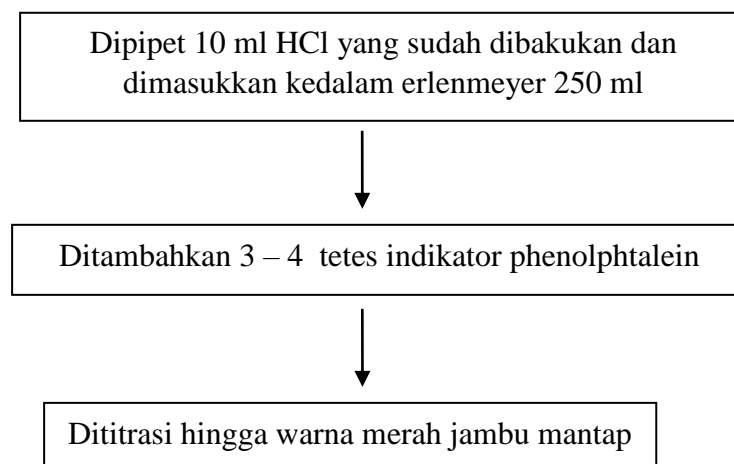 Dipipet 10 ml HCl yang sudah dibakukan dan
dimasukkan kedalam erlenmeyer 250 ml
Ditambahkan 3 – 4 tetes indikator phenolphtalein
Dititrasi hingga warna merah jambu mantap